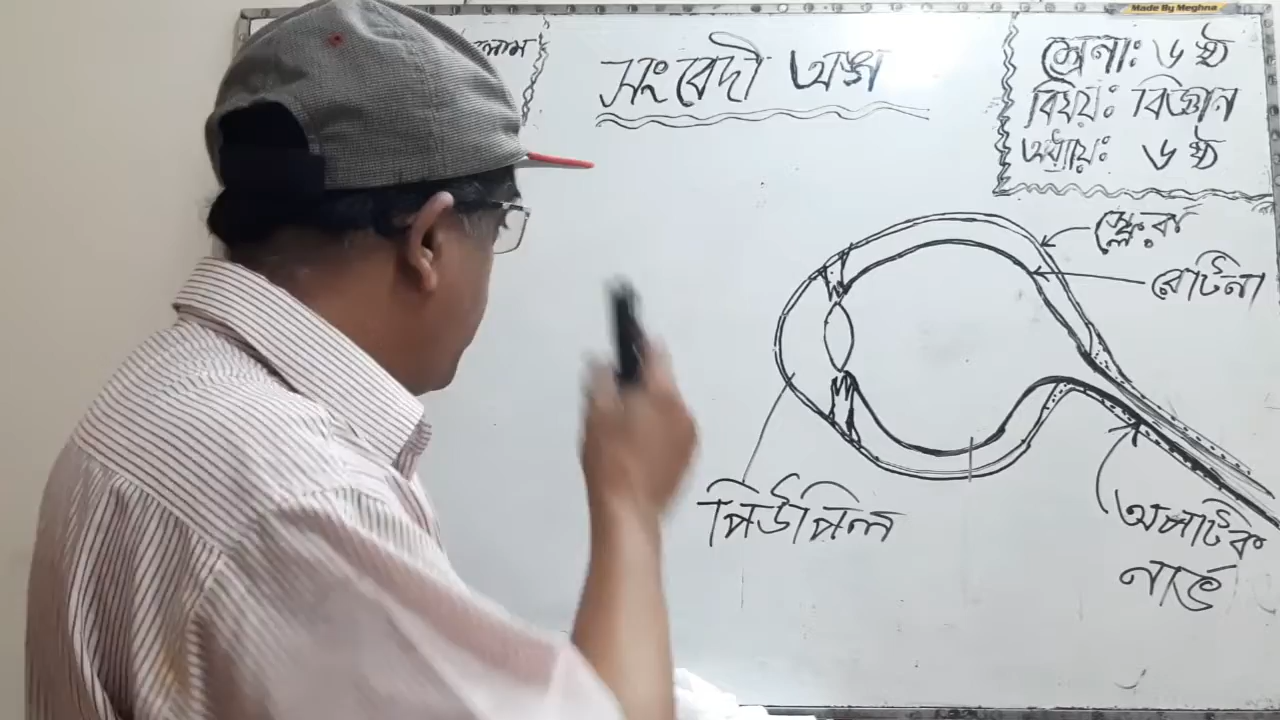 Made By Meghna
সংবেদী অঙ্গ
শ্রেণীঃ ৬ষ্ঠ
বিষয়ঃ বিজ্ঞান
অধ্যায়ঃ ৬ষ্ঠ
স্ক্লেরা
রেটিনা
পিউপিল
অপটিক
নার্ভ